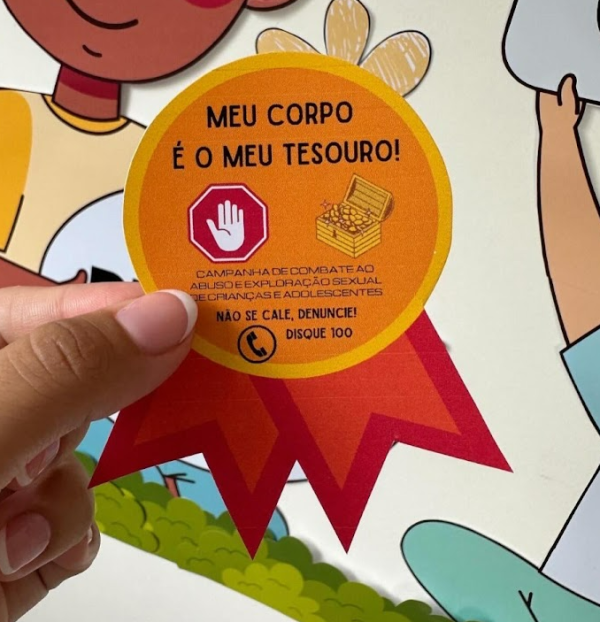 MEU CORPO
É O MEU TESOURO!
CAMPANHA DE COMBATE AO
ABUSO E EXPLORAÇÃO SEXUAL
DE CRIANÇAS E ADOLESCENTES
NÃO SE CALE, DENUNCIE!
DISQUE 100